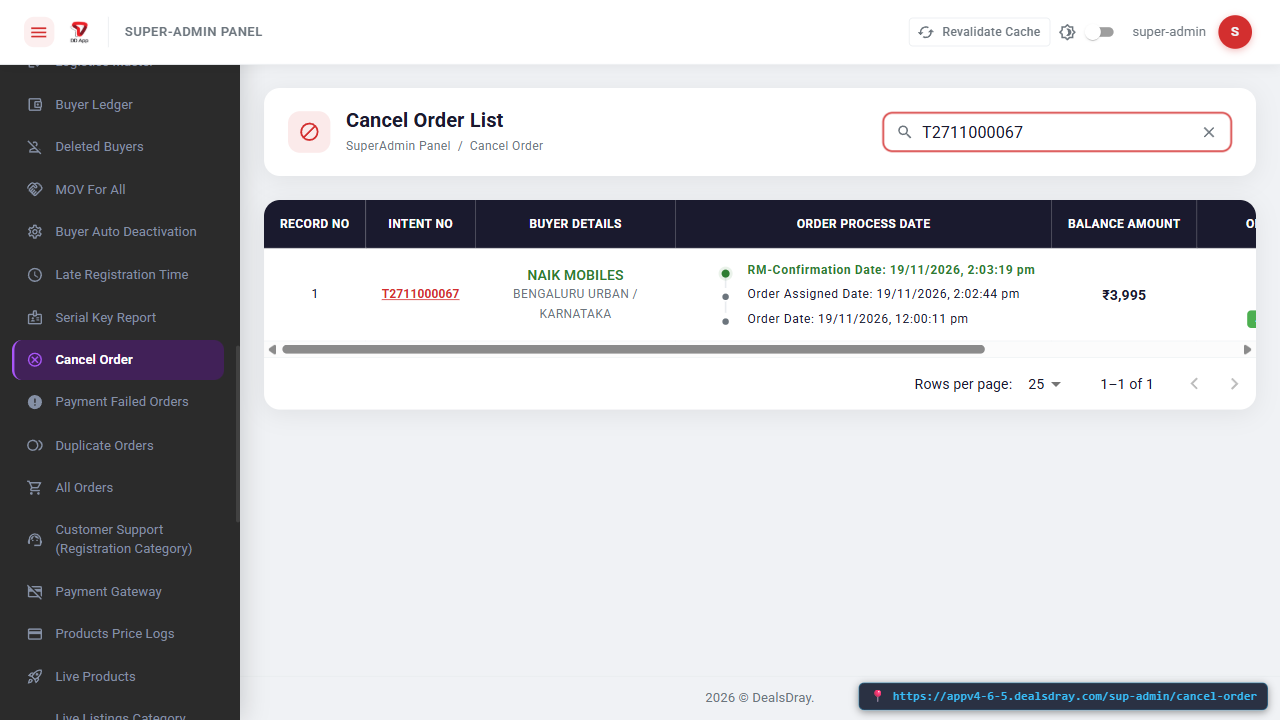 DD App
SUPER-ADMIN PANEL
Revalidate Cache
super-admin
S
Logistics Master
Buyer Ledger
Deleted Buyers
MOV For All
Buyer Auto Deactivation
Late Registration Time
Serial Key Report
Cancel Order
Payment Failed Orders
Duplicate Orders
All Orders
Customer Support
(Registration Category)
Payment Gateway
Products Price Logs
Live Products
Live Listings Category
Cancel Order List
SuperAdmin Panel / Cancel Order
T2711000067
RECORD NO INTENT NO BUYER DETAILS ORDER PROCESS DATE BALANCE AMOUNT
1
T2711000067
NAIK MOBILES
BENGALURU URBAN /
KARNATAKA
RM-Confirmation Date: 19/11/2026, 2:03:19 pm
Order Assigned Date: 19/11/2026, 2:02:44 pm
Order Date: 19/11/2026, 12:00:11 pm
₹3,995
Rows per page: 25 1–1 of 1
2026 © DealsDray.
https://appv4-6-5.dealsdray.com/sup-admin/cancel-order